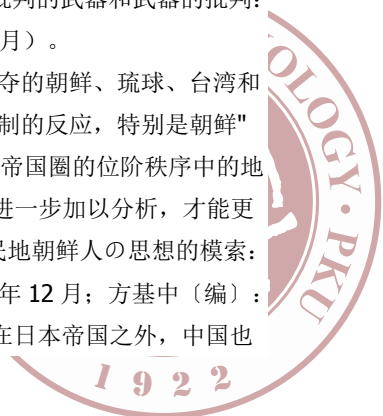 批判的武器和武器的批判：
月）。
夺的朝鲜、琉球、台湾和
制的反应，特别是朝鲜"
帝国圈的位阶秩序中的地
进一步加以分析，才能更
民地朝鲜人の思想的模索：
年 12 月；方基中〔编〕：
在日本帝国之外，中国也
OLOGY • PKU
1922